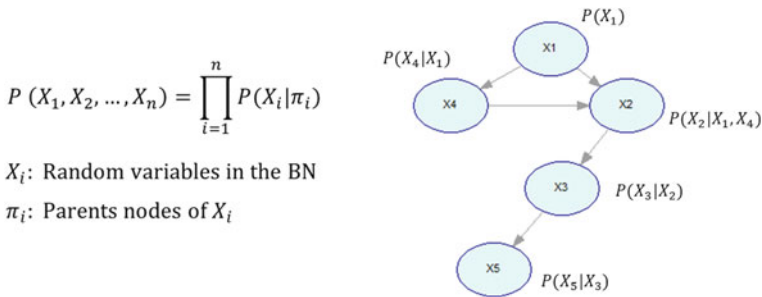 P (X₁, X₂, ..., Xₙ) = ∏ⁿᵢ₌₁ P(Xᵢ|πᵢ)
Xᵢ: Random variables in the BN
πᵢ: Parents nodes of Xᵢ
P(X₁)
X1
P(X₄|X₁)
X4
X2
P(X₂|X₁, X₄)
X3
P(X₃|X₂)
X5
P(X₅|X₃)